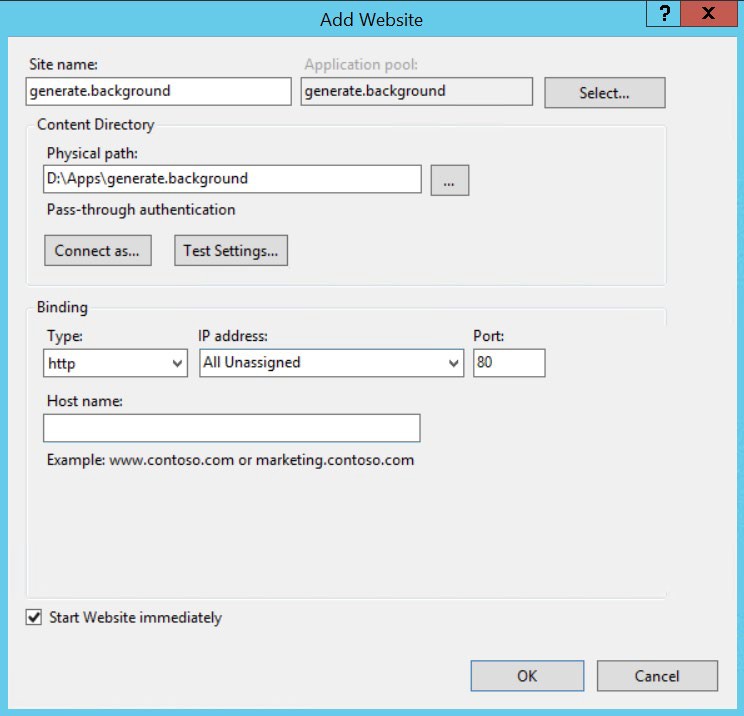 Add Website
?
X
Site name:
Application pool:
generate.background
generate.background
Select...
Content Directory
Physical path:
D:\Apps\generate.background
...
Pass-through authentication
Connect as...
Test Settings...
Binding
Type:
IP address:
Port:
http
All Unassigned
80
Host name:
Example: www.contoso.com or marketing.contoso.com
Start Website immediately
OK
Cancel